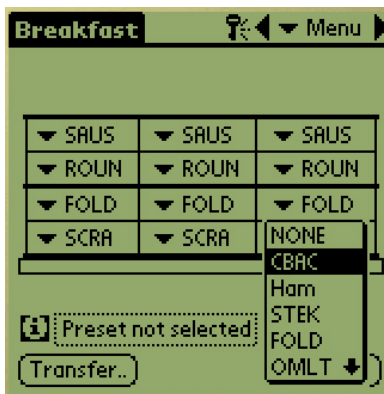 Breakfast Menu
SAUS SAUS SAUS
ROUN ROUN ROUN
FOLD FOLD FOLD
SCRA SCRA NONE
CBAC
Ham
STEK
FOLD
OMLT
Preset not selected
Transfer..